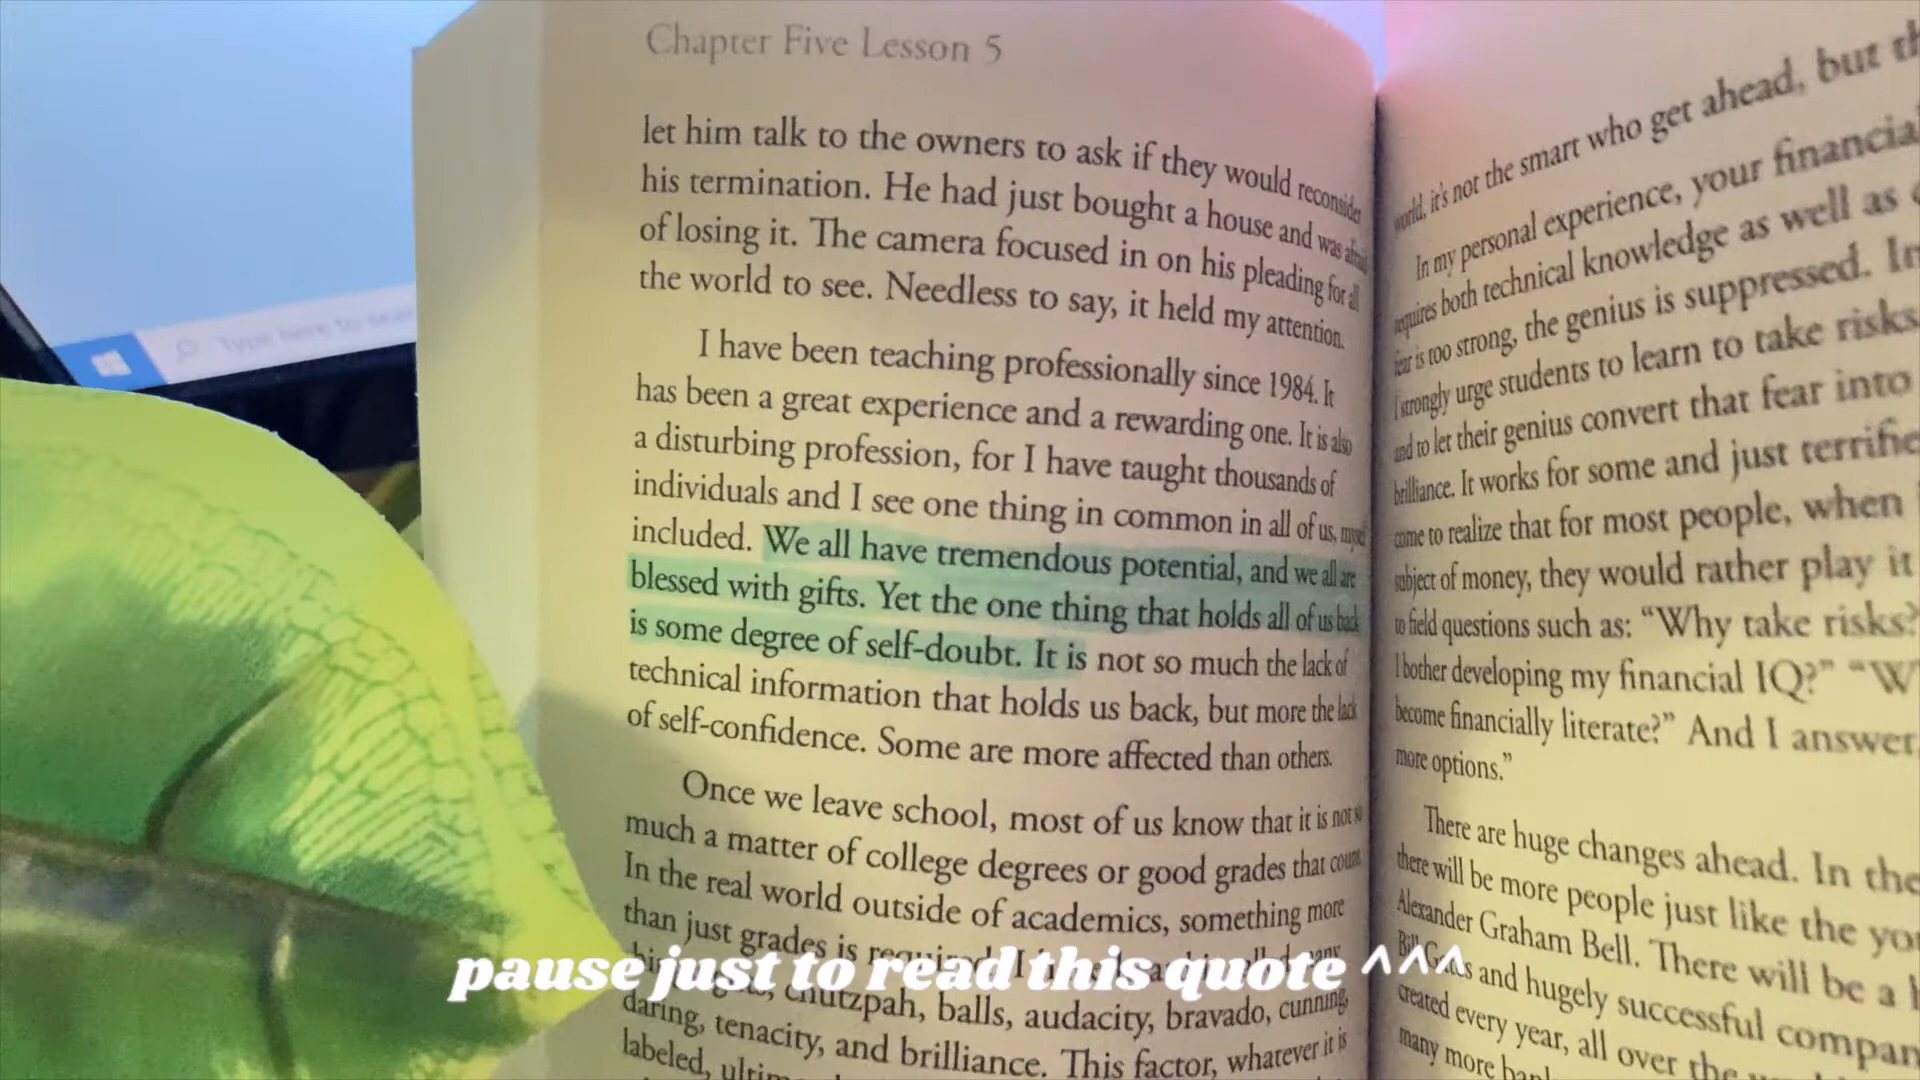 Chapter Five Lesson 5
let him talk to the owners to ask if they would reconsider
his termination. He had just bought a house and was afraid
of losing it. The camera focused in on his pleading for all
the world to see. Needless to say, it held my attention.
I have been teaching professionally since 1984. It
has been a great experience and a rewarding one. It is also
a disturbing profession, for I have taught thousands of
individuals and I see one thing in common in all of us, myself
included. We all have tremendous potential, and we all are
blessed with gifts. Yet the one thing that holds all of us back
is some degree of self-doubt. It is not so much the lack of
technical information that holds us back, but more the lack
of self-confidence. Some are more affected than others.
Once we leave school, most of us know that it is not so
much a matter of college degrees or good grades that count.
In the real world outside of academics, something more
than just grades is required. I
chutzpah, balls, audacity, bravado, cunning,
daring, tenacity, and brilliance. This factor, whatever it is
labeled,
world, it's not the smart who get ahead, but
In my personal experience, your financial
requires both technical knowledge as well as
fear is too strong, the genius is suppressed. In
I strongly urge students to learn to take risks
and to let their genius convert that fear into
brilliance. It works for some and just
come to realize that for most people, when
subject of money, they would rather play it
to field questions such as: "Why take risks?
I bother developing my financial IQ?"
become financially literate?" And I answer,
more options."
There are huge changes ahead. In the
there will be more people just like the
Alexander Graham Bell. There will be a
Bill Gates and hugely successful
created every year, all over the
many more
Type here to
pause just to read this quote ^^^